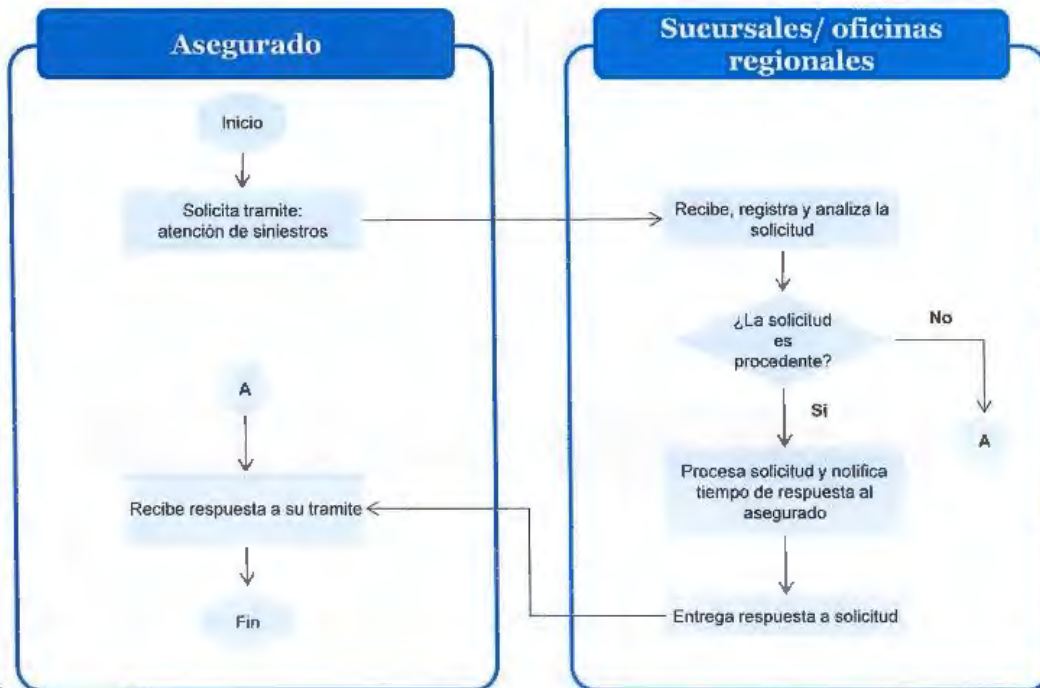 Asegurado
Inicio
Solicita tramite:
atención de siniestros
A
Recibe respuesta a su tramite
Fin
Sucursales/ oficinas
regionales
Recibe, registra y analiza la
solicitud
¿La solicitud
es
procedente?
No
A
Si
Procesa solicitud y notifica
tiempo de respuesta al
asegurado
Entrega respuesta a solicitud